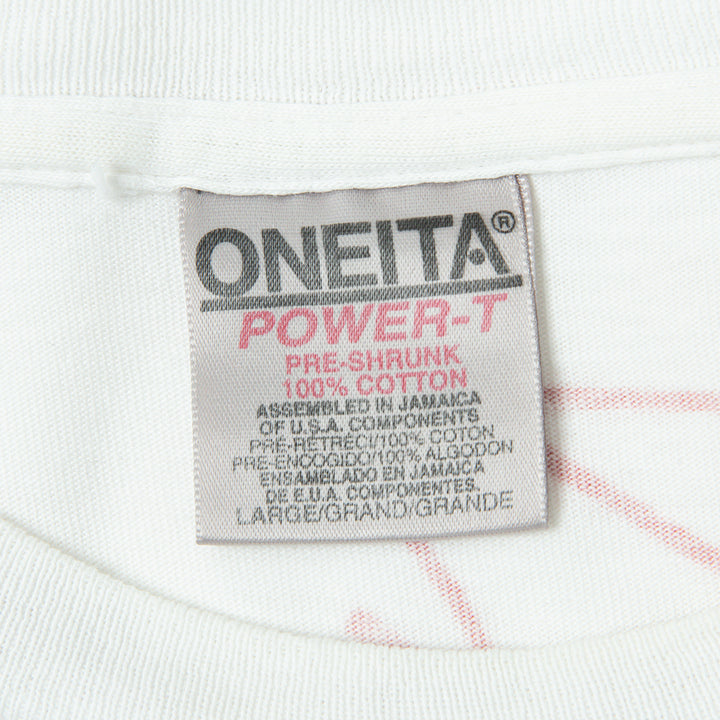 ONEITA®
POWER-T
PRE-SHRUNK
100% COTTON
ASSEMBLED IN JAMAICA
OF U.S.A. COMPONENTS
PRÉ-RÉTRÉCI/100% COTON
PRE-ENCOGIDO/100% ALGODON
ENSAMBLADO EN JAMAICA
DE E.U.A. COMPONENTES.
LARGE/GRAND/GRANDE